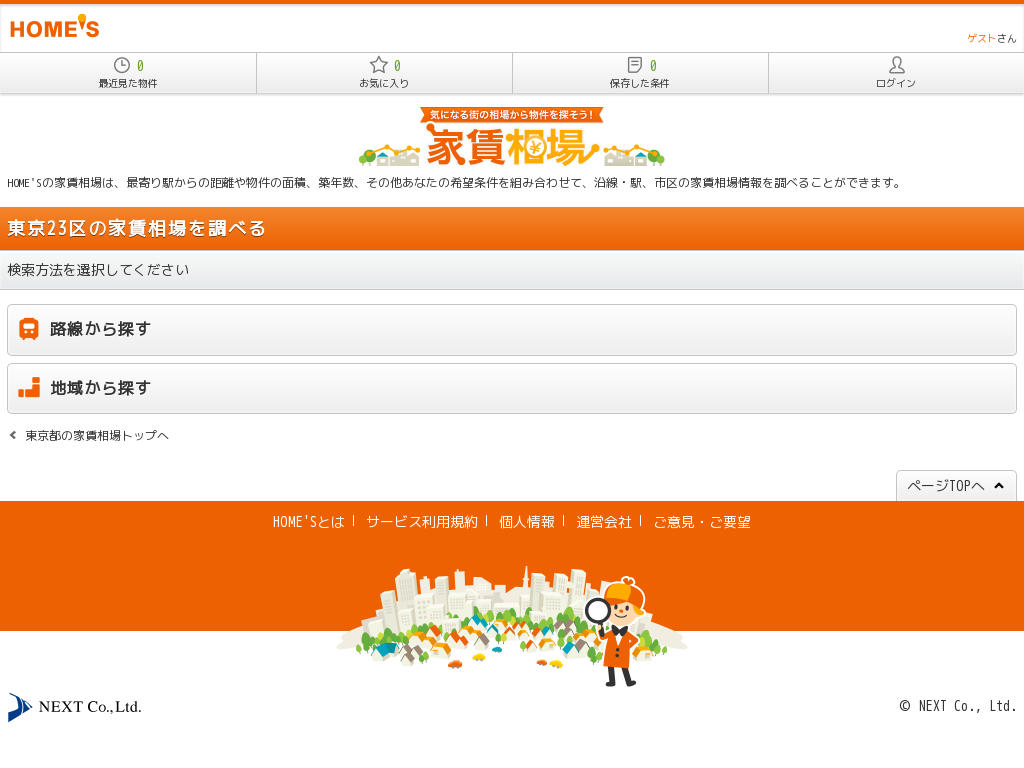 HOME'S
ゲストさん
0
最近見た物件
0
お気に入り
0
保存した条件
ログイン
気になる街の相場から物件を探そう!
家賃相場
HOME'Sの家賃相場は、最寄り駅からの距離や物件の面積、築年数、その他あなたの希望条件を組み合わせて、沿線・駅、市区の家賃相場情報を調べることができます。
東京23区の家賃相場を調べる
検索方法を選択してください
路線から探す
地域から探す
東京都の家賃相場トップへ
ページTOPへ
HOME'Sとは | サービス利用規約 | 個人情報 | 運営会社 | ご意見・ご要望
NEXT Co., Ltd.
© NEXT Co., Ltd.